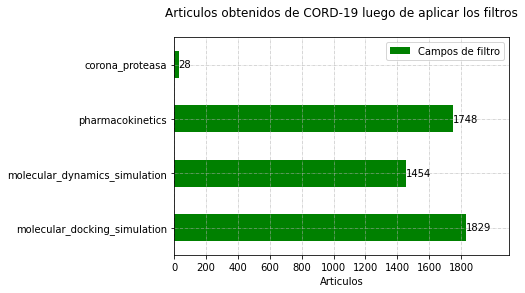 Articulos obtenidos de CORD-19 luego de aplicar los filtros
Campos de filtro
corona_proteasa
28
pharmacokinetics
1748
molecular_dynamics_simulation
1454
molecular_docking_simulation
1829
0 200 400 600 800 1000 1200 1400 1600 1800
Articulos